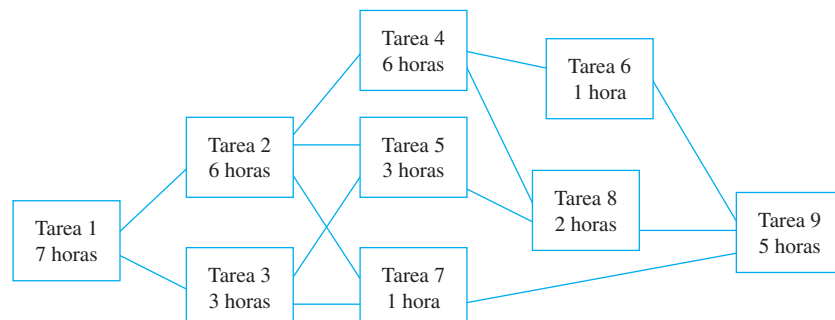 Tarea 1
7 horas
Tarea 2
6 horas
Tarea 3
3 horas
Tarea 4
6 horas
Tarea 5
3 horas
Tarea 7
1 hora
Tarea 6
1 hora
Tarea 8
2 horas
Tarea 9
5 horas